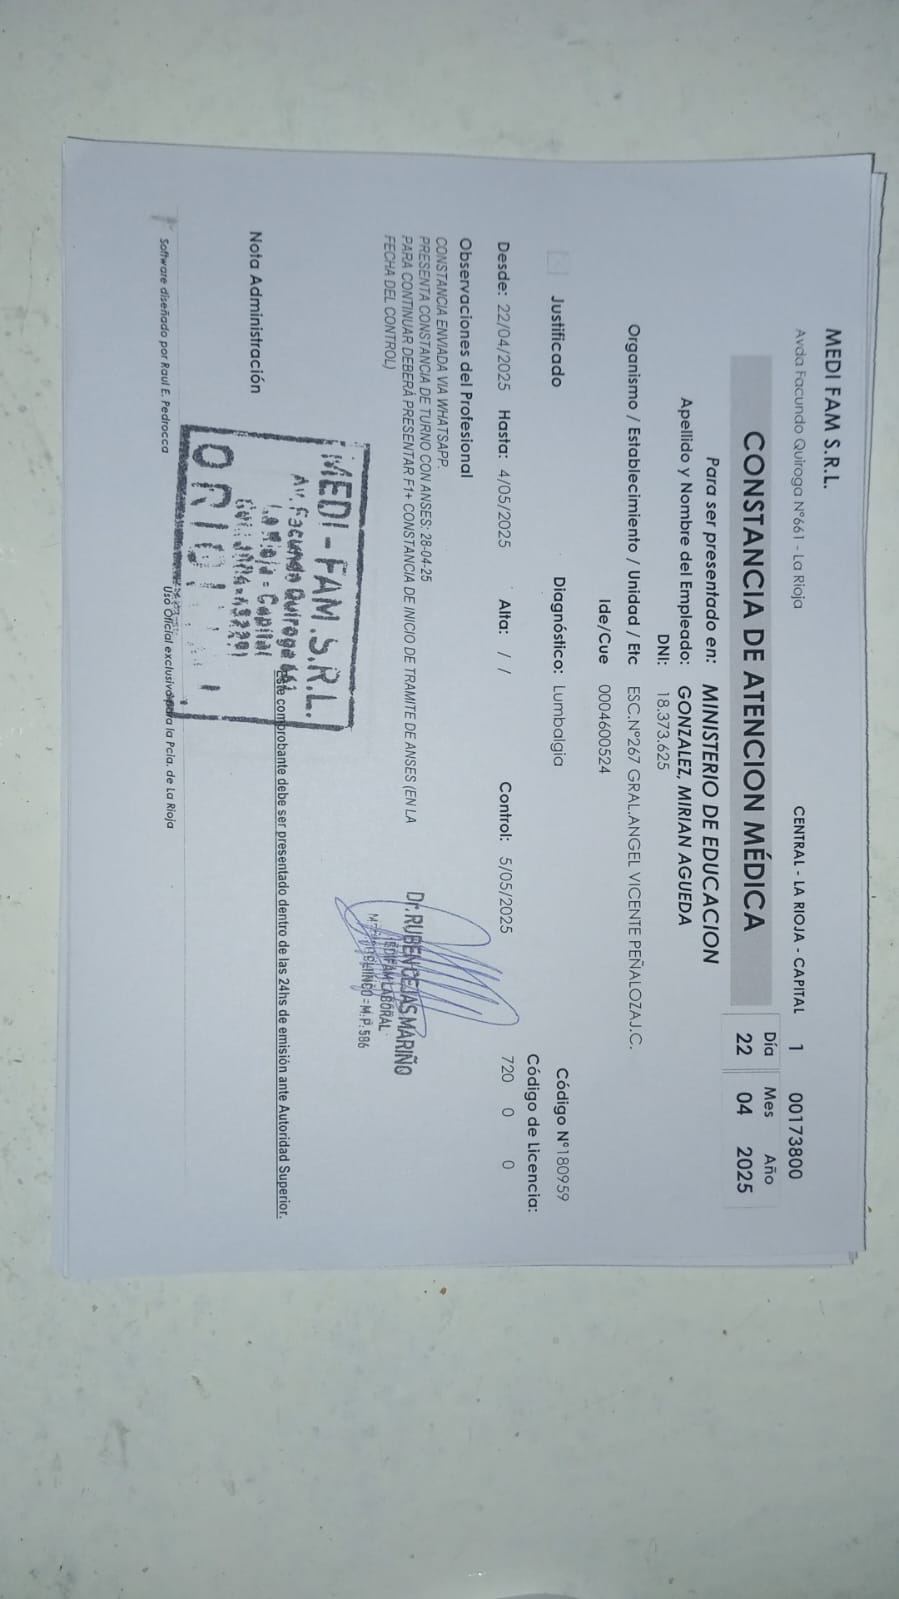 MEDI FAM S.R.L.
Avda Facundo Quiroga N°661 - La Rioja
CENTRAL - LA RIOJA - CAPITAL 1 00173800
CONSTANCIA DE ATENCION MÉDICA
Día Mes Año
22 04 2025
Para ser presentado en: MINISTERIO DE EDUCACION
Apellido y Nombre del Empleado: GONZALEZ, MIRIAN AGUEDA
DNI: 18.373.625
Organismo / Establecimiento / Unidad / Etc ESC.N°267 GRAL.ANGEL VICENTE PEÑALOZAJ.C.
Ide/Cue 0004600524
Justificado Diagnóstico: Lumbalgia Código N°180959
Código de Licencia:
Desde: 22/04/2025 Hasta: 4/05/2025 Alta: / / Control: 5/05/2025 720 0 0
Observaciones del Profesional
CONSTANCIA ENVIADA VIA WHATSAPP.
PRESENTA CONSTANCIA DE TURNO CON ANSES: 28-04-25
PARA CONTINUAR DEBERÁ PRESENTAR F1+ CONSTANCIA DE INICIO DE TRAMITE DE ANSES (EN LA
FECHA DEL CONTROL)
Dr. RUBEN CEJAS MARIÑO
MEDIFAM LABORAL
M.P. 586
MEDI - FAM.S.R.L.
Av. Facundo Quiroga 661
La Rioja - Capital
Este comprobante debe ser presentado dentro de las 24hs de emisión ante Autoridad Superior.
Nota Administración
Software diseñado por Raul E. Pedrocca Uso Oficial exclusivo para la Pcia. de La Rioja